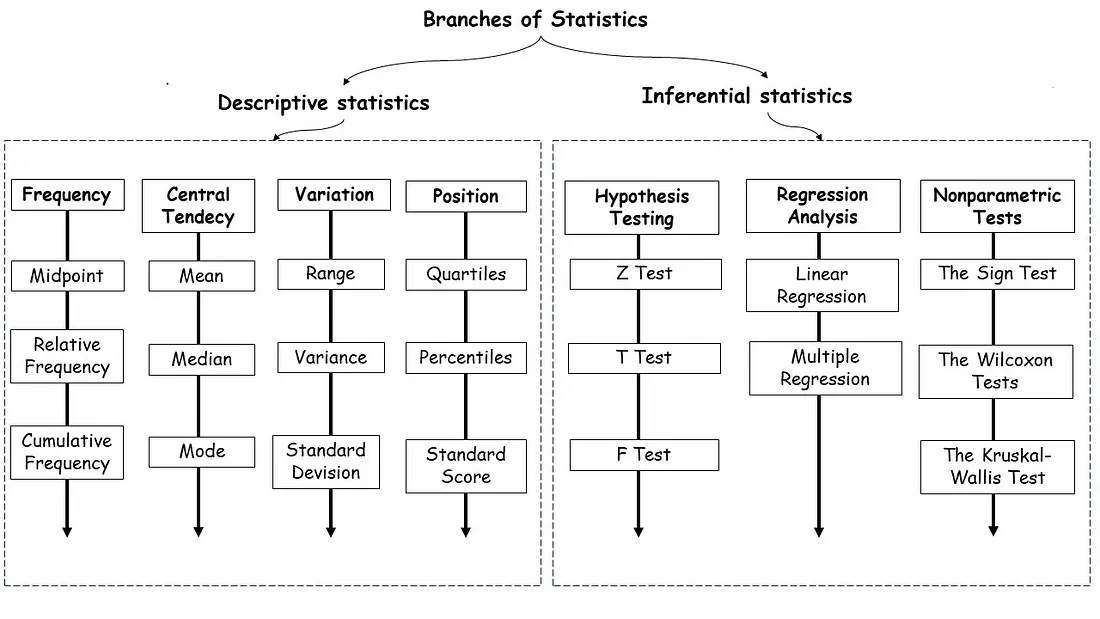 Branches of Statistics
Descriptive statistics
Inferential statistics
Frequency
Midpoint
Relative
Frequency
Cumulative
Frequency
Central
Tendecy
Mean
Median
Mode
Variation
Range
Variance
Standard
Devision
Position
Quartiles
Percentiles
Standard
Score
Hypothesis
Testing
Z Test
T Test
F Test
Regression
Analysis
Linear
Regression
Multiple
Regression
Nonparametric
Tests
The Sign Test
The Wilcoxon
Tests
The Kruskal-
Wallis Test